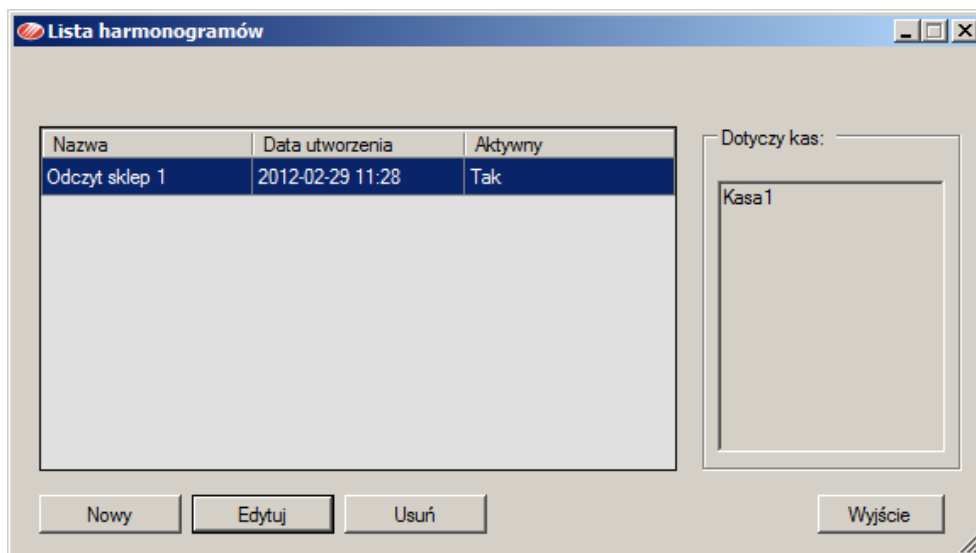 Lista harmonogramów
Nazwa Data utworzenia Aktywny
Odczyt sklep 1 2012-02-29 11:28 Tak
Dotyczy kas:
Kasa1
Nowy Edytuj Usuń Wyjście